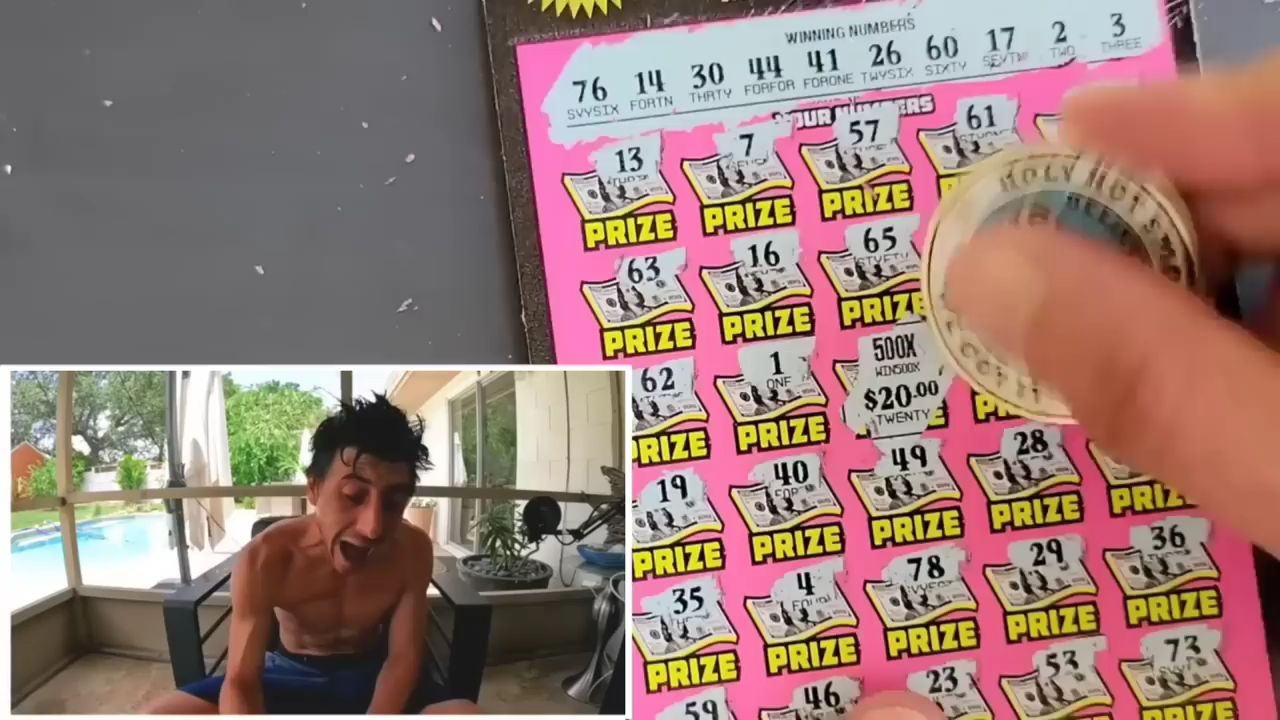 WINNING NUMBERS
76 14 30 44 41 26 60 17 2 3
SVYSIX FORTN THRTY FORFOR FORONE TWYSIX SIXTY SEVTN TWO THREE
YOUR NUMBERS
13 7 57 61
PRIZE PRIZE PRIZE
63 16 65
PRIZE PRIZE PRIZE
62 1 500X
ONE WIN500X
$20.00
TWENTY
PRIZE PRIZE
19 40 49 28
PRIZE PRIZE PRIZE PRIZE PRIZE
35 4 78 29 36
PRIZE PRIZE PRIZE PRIZE PRIZE
59 46 23 53 73
PRIZE PRIZE